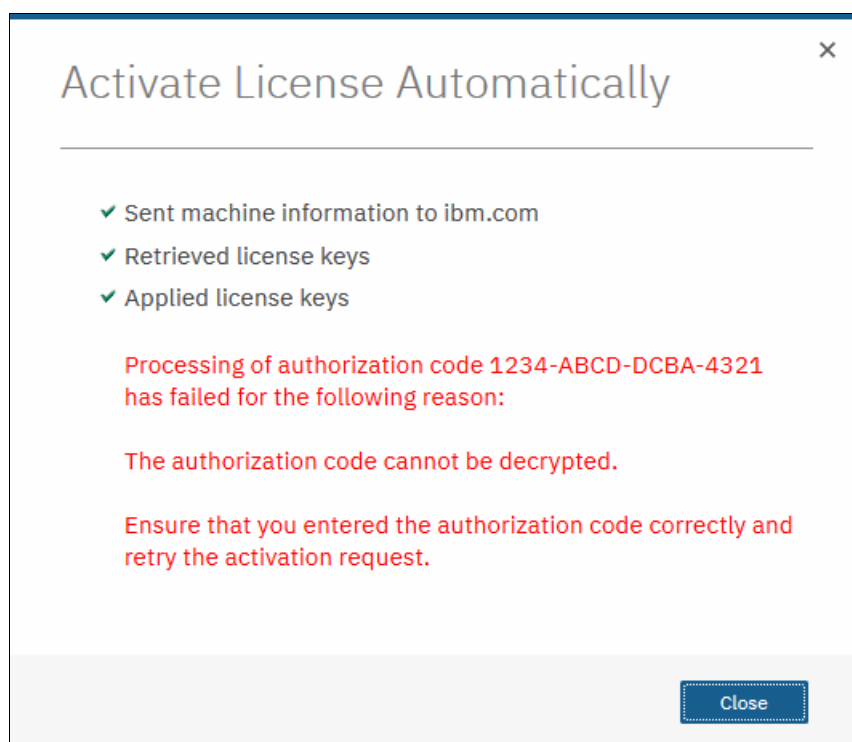 Activate License Automatically
Sent machine information to ibm.com
Retrieved license keys
Applied license keys
Processing of authorization code 1234-ABCD-DCBA-4321
has failed for the following reason:
The authorization code cannot be decrypted.
Ensure that you entered the authorization code correctly and
retry the activation request.
Close